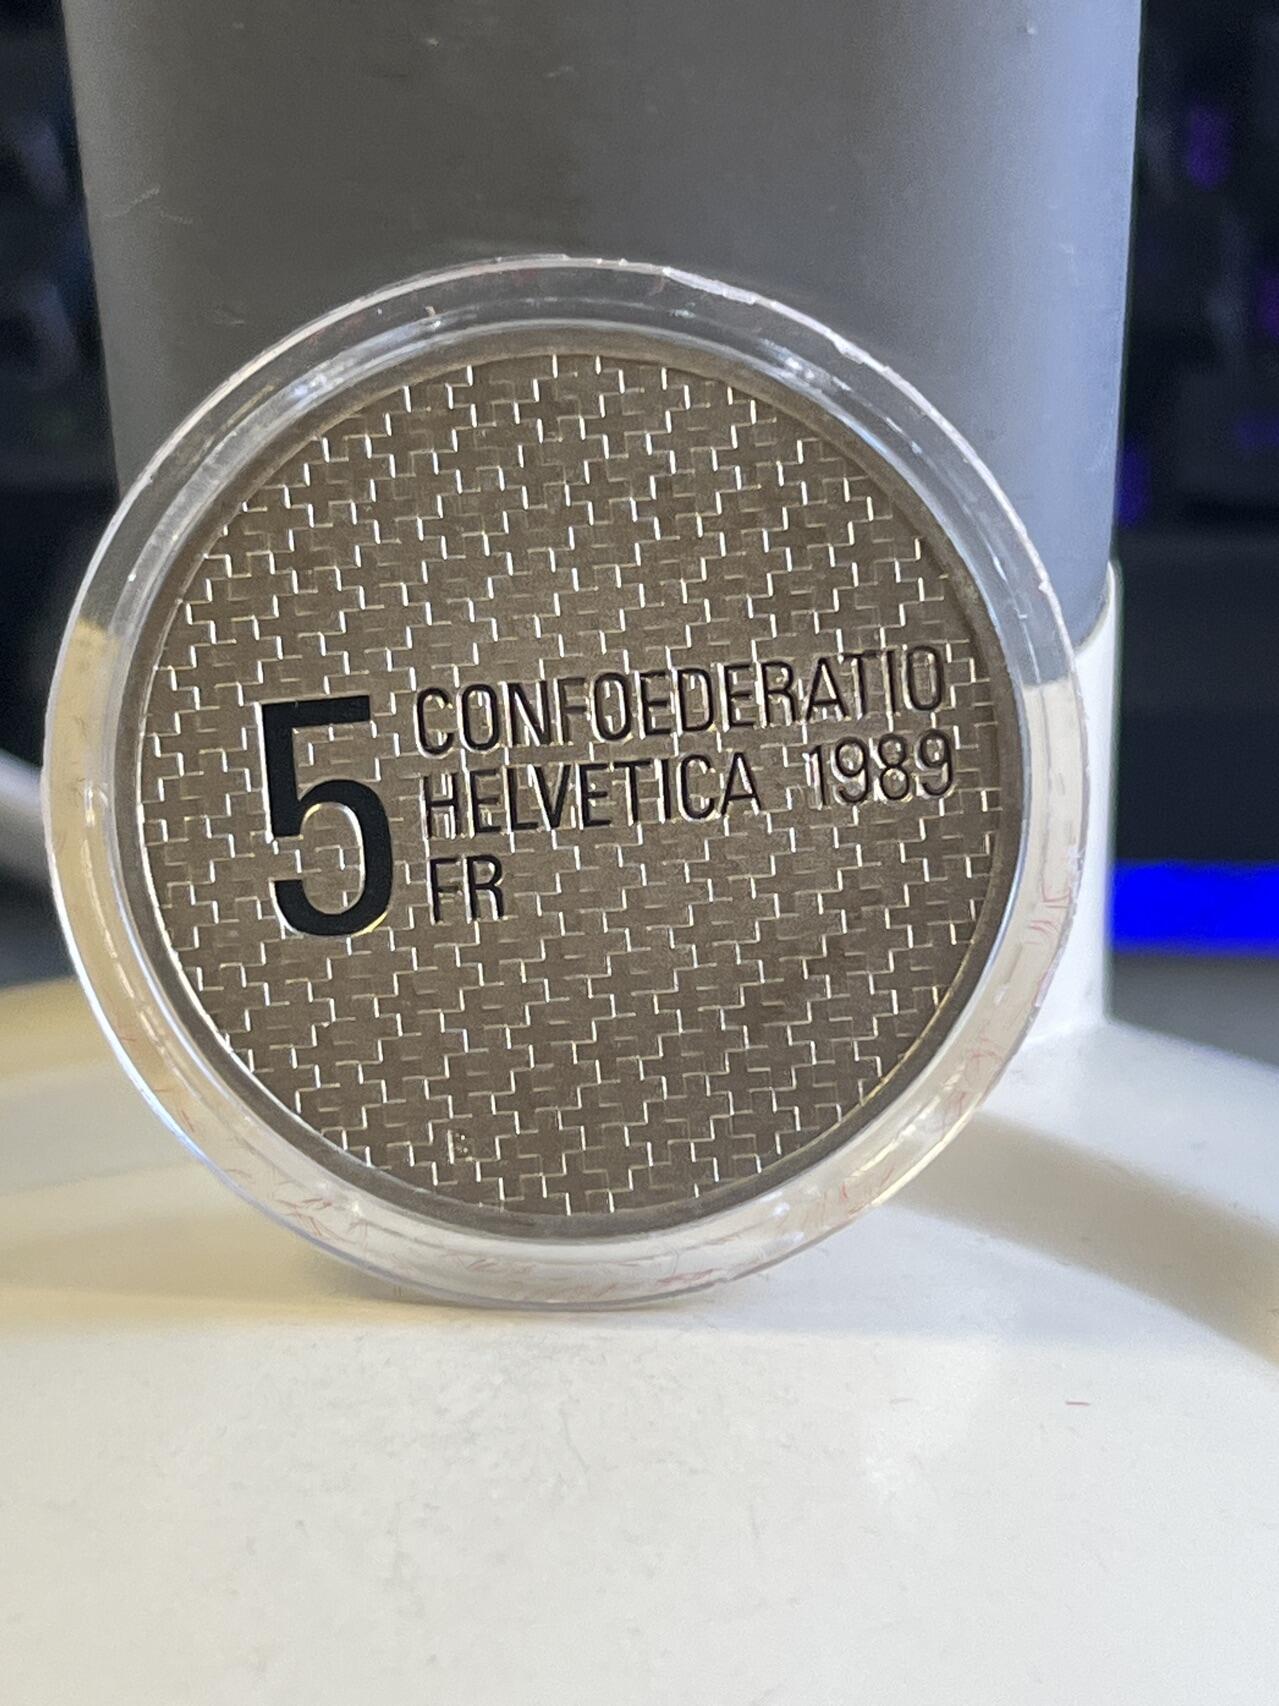 5 CONFOEDERATIO
HELVETICA 1989
FR